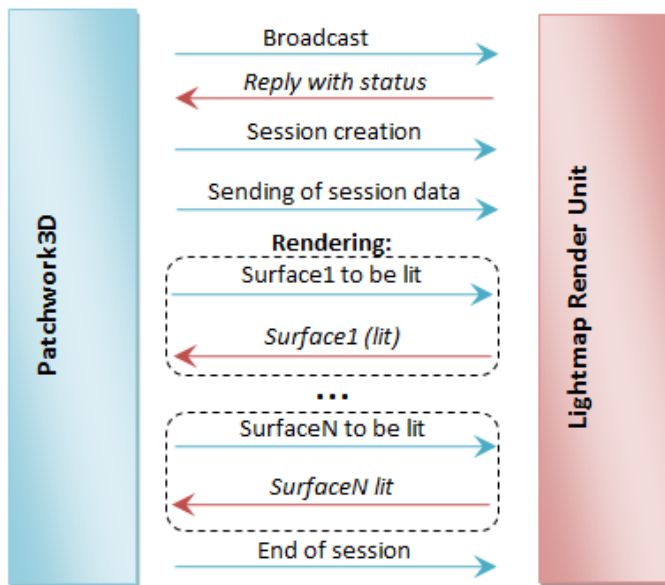 Patchwork3D
Broadcast
Reply with status
Session creation
Sending of session data
Rendering:
Surface1 to be lit
Surface1 (lit)
...
SurfaceN to be lit
SurfaceN lit
End of session
Lightmap Render Unit